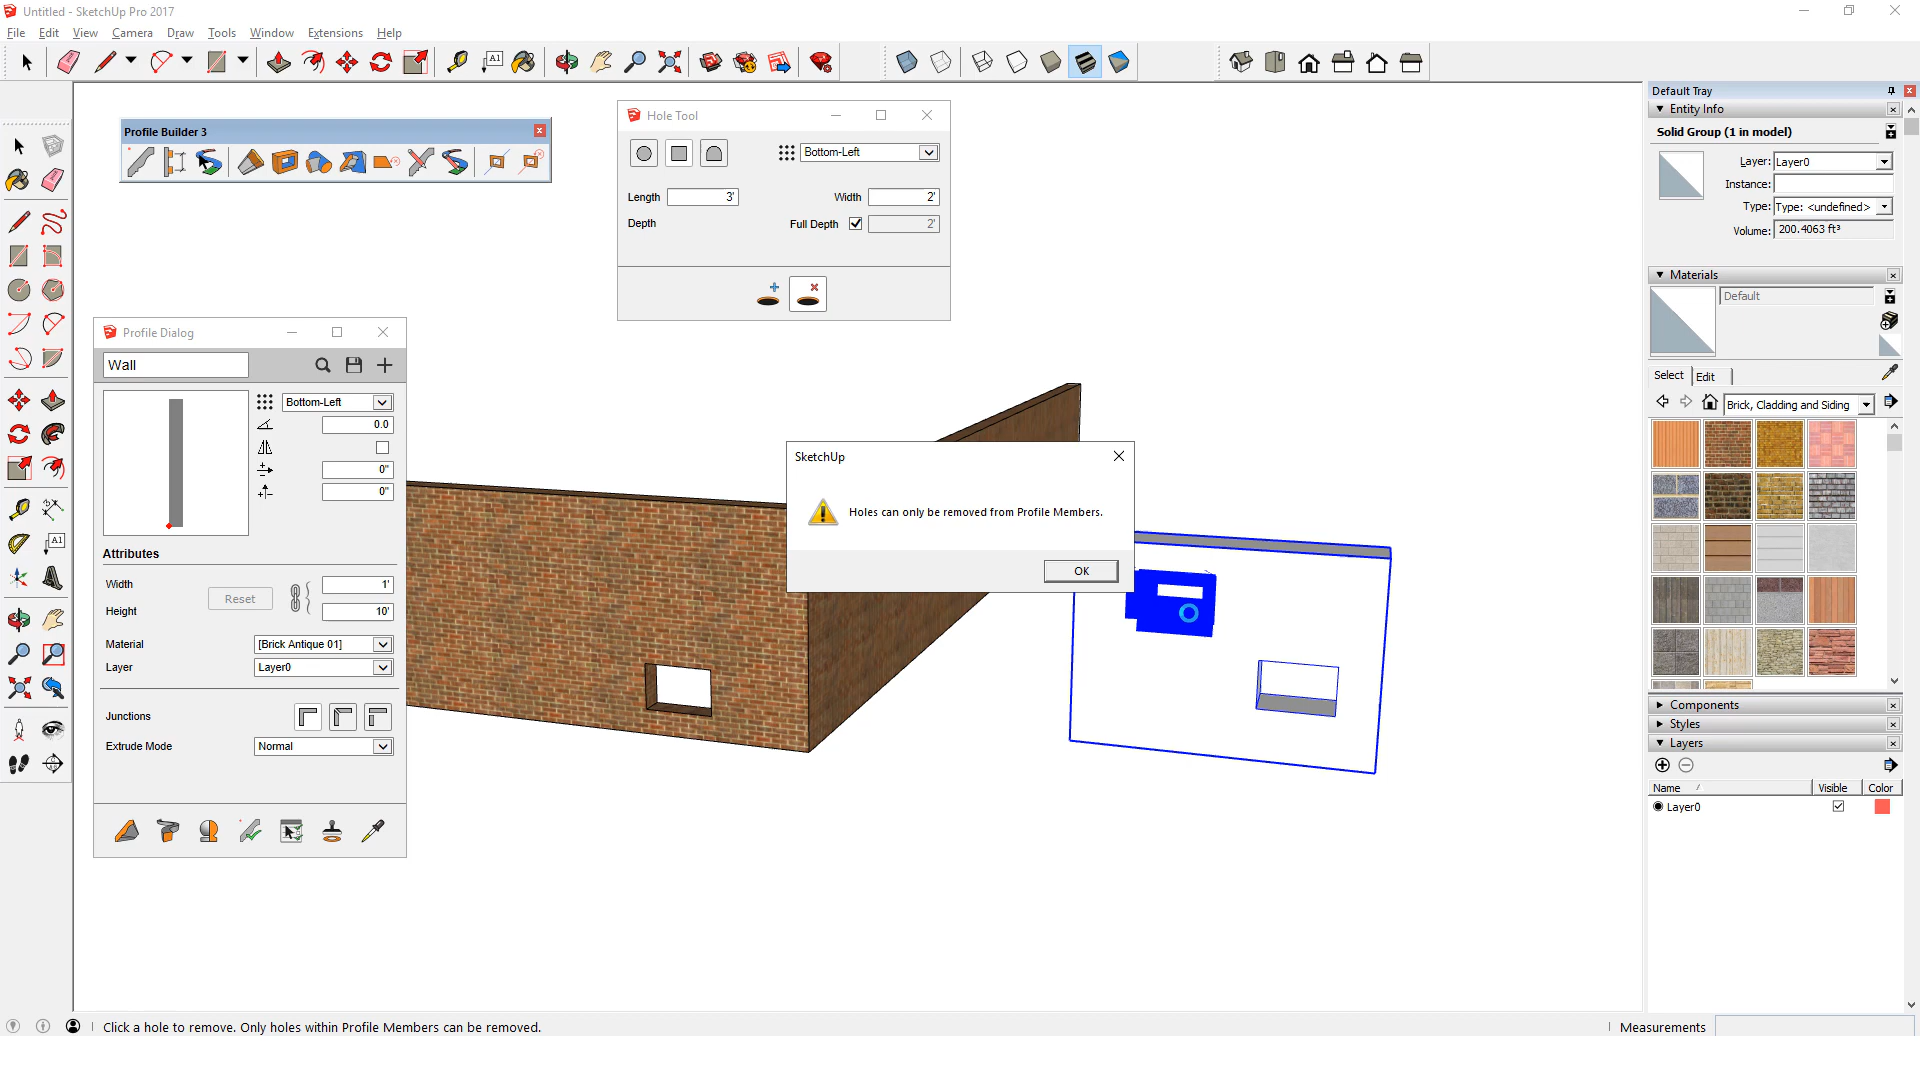 Untitled - SketchUp Pro 2017
File Edit View Camera Draw Tools Window Extensions Help
A1
Profile Builder 3
Hole Tool
Bottom-Left
Length 3' Width 2'
Depth Full Depth 2'
Profile Dialog
Wall
Bottom-Left
0.0
0"
0"
Attributes
Width 1'
Reset
Height 10'
Material [Brick Antique 01]
Layer Layer0
Junctions
Extrude Mode Normal
A1
SketchUp
Holes can only be removed from Profile Members.
OK
Default Tray
Entity Info
Solid Group (1 in model)
Layer: Layer0
Instance:
Type: Type: <undefined>
Volume: 200.4063 ft³
Materials
Default
Select Edit
Brick, Cladding and Siding
Components
Styles
Layers
Name Visible Color
Layer0
Click a hole to remove. Only holes within Profile Members can be removed.
Measurements